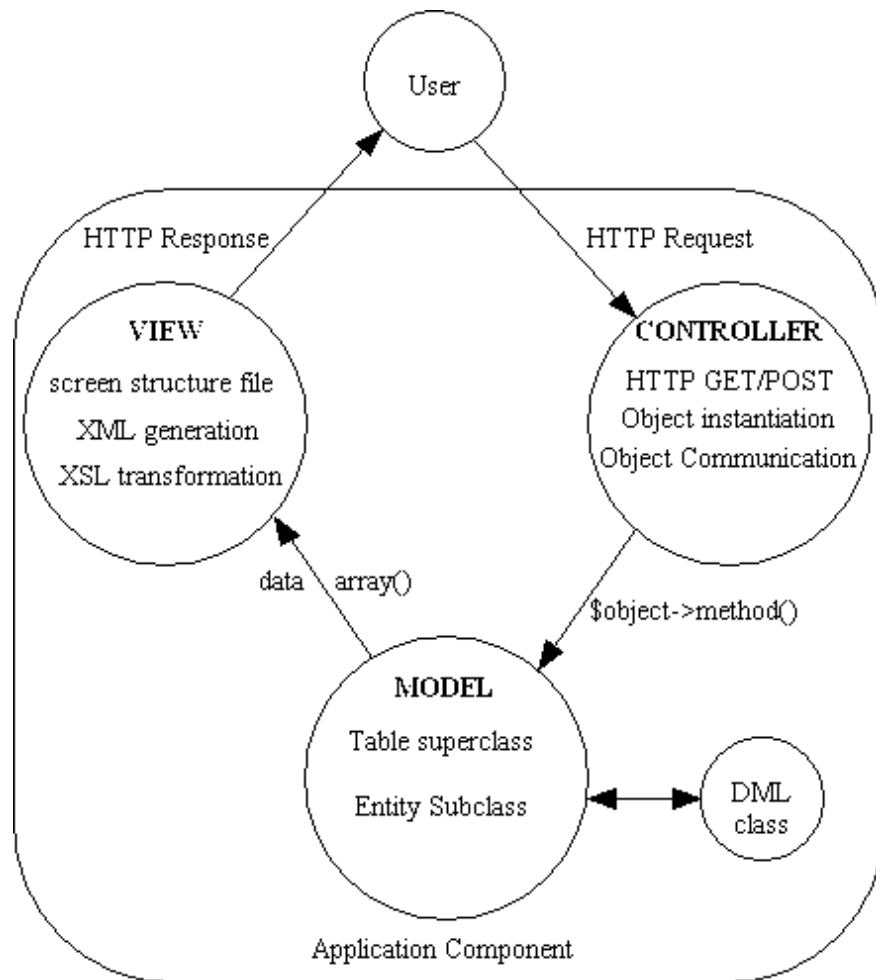 User
HTTP Response
HTTP Request
VIEW
screen structure file
XML generation
XSL transformation
CONTROLLER
HTTP GET/POST
Object instantiation
Object Communication
data array()
$object->method()
MODEL
Table superclass
Entity Subclass
DML
class
Application Component